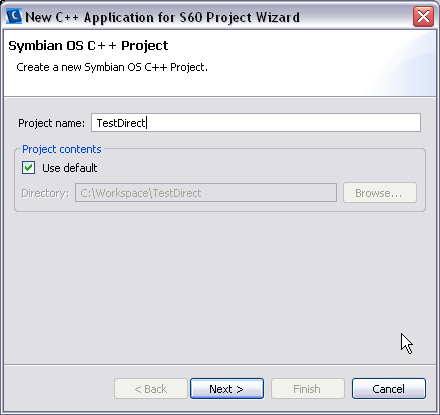 New C++ Application for S60 Project Wizard
Symbian OS C++ Project
Create a new Symbian OS C++ Project.
Project name: TestDirect
Project contents
Use default
Directory: C:\Workspace\TestDirect Browse...
< Back Next > Finish Cancel